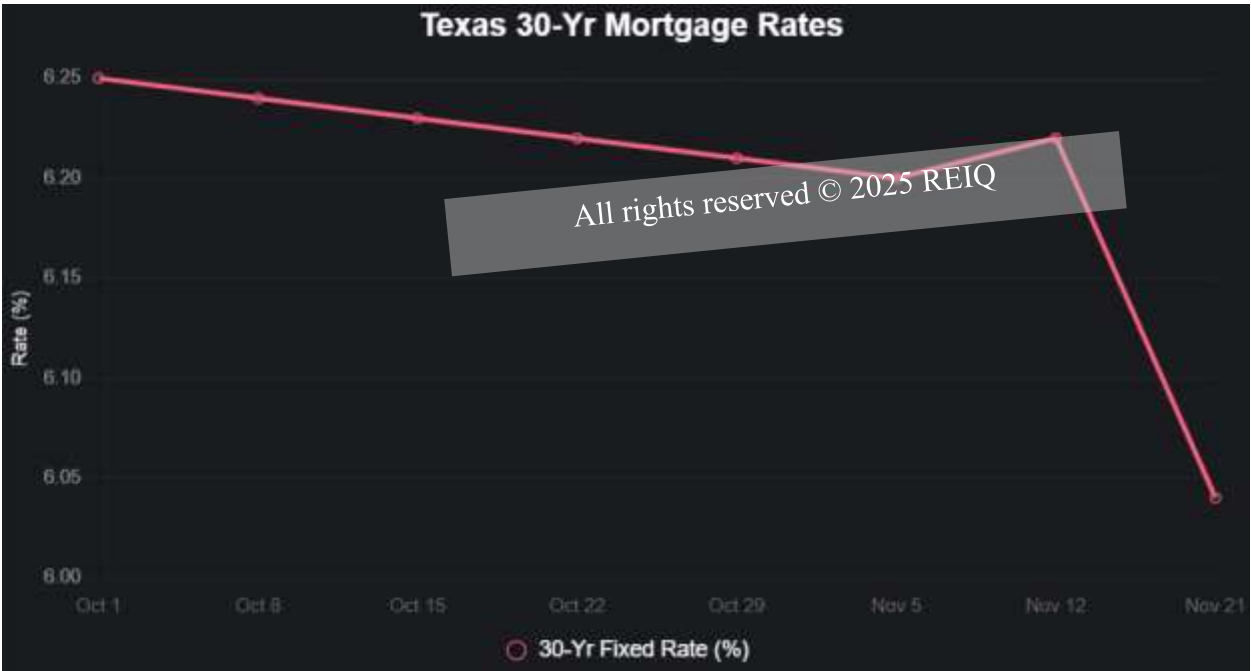 Texas 30-Yr Mortgage Rates
6.25
6.20
6.15
6.10
6.05
6.00
Rate (%)
All rights reserved © 2025 REIQ
Oct 1 Oct 8 Oct 15 Oct 22 Oct 29 Nov 5 Nov 12 Nov 21
30-Yr Fixed Rate (%)